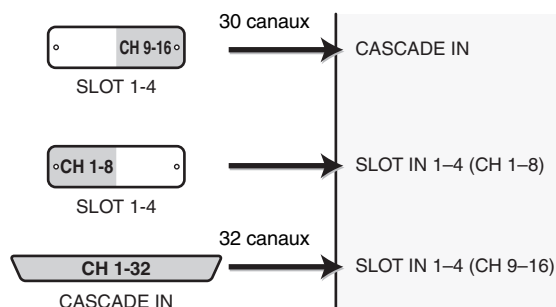 30 canaux
CH 9-16
CASCADE IN
SLOT 1-4
CH 1-8
SLOT IN 1–4 (CH 1–8)
SLOT 1-4
32 canaux
CH 1-32
SLOT IN 1–4 (CH 9–16)
CASCADE IN